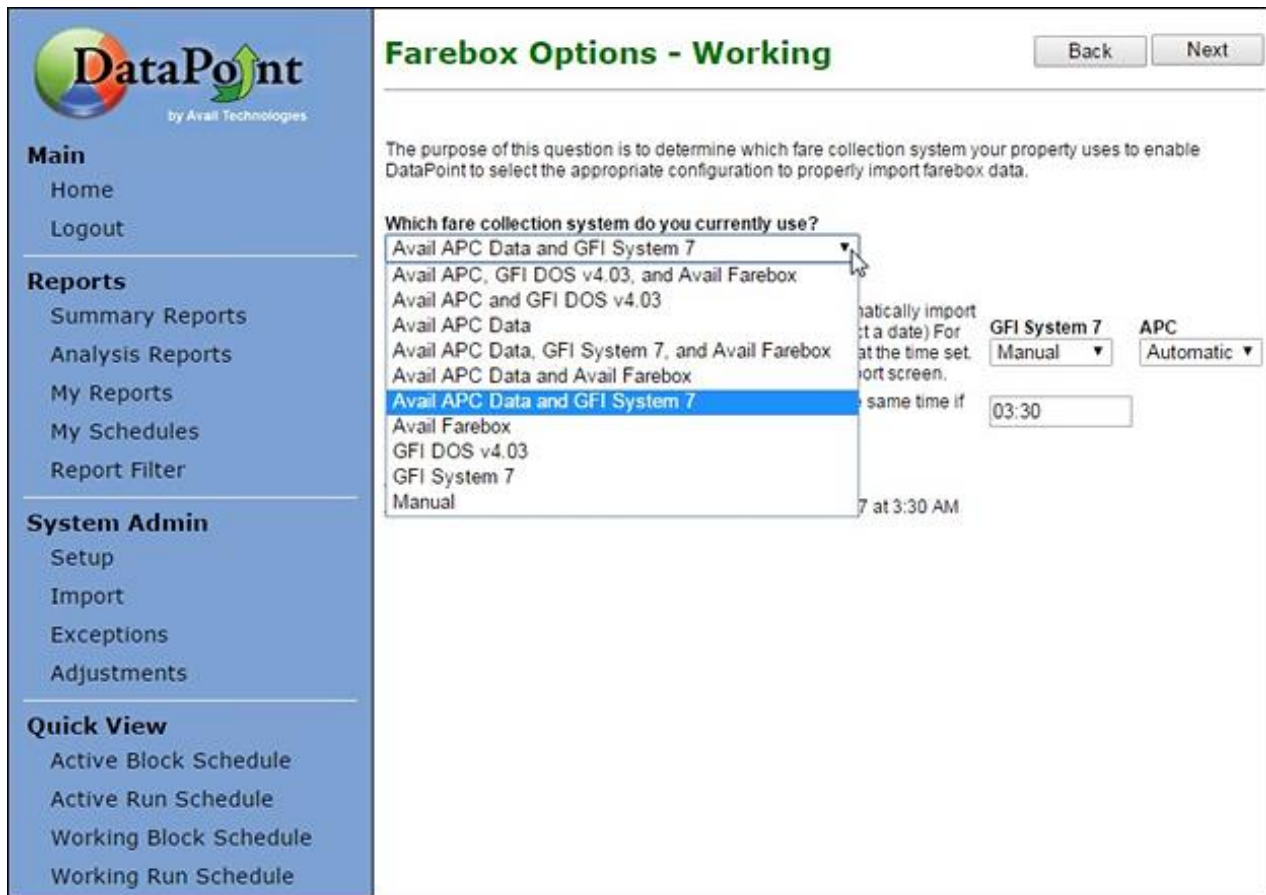 DataPoint
by Avail Technologies
Main
Home
Logout
Reports
Summary Reports
Analysis Reports
My Reports
My Schedules
Report Filter
System Admin
Setup
Import
Exceptions
Adjustments
Quick View
Active Block Schedule
Active Run Schedule
Working Block Schedule
Working Run Schedule
Farebox Options - Working
Back
Next
The purpose of this question is to determine which fare collection system your property uses to enable
DataPoint to select the appropriate configuration to properly import farebox data.
Which fare collection system do you currently use?
Avail APC Data and GFI System 7
Avail APC, GFI DOS v4.03, and Avail Farebox
Avail APC and GFI DOS v4.03
Avail APC Data
Avail APC Data, GFI System 7, and Avail Farebox
Avail APC Data and Avail Farebox
Avail APC Data and GFI System 7
Avail Farebox
GFI DOS v4.03
GFI System 7
Manual
import
a date) For
at the time set.
screen.
same time if
GFI System 7
APC
Manual
Automatic
03:30
7 at 3:30 AM